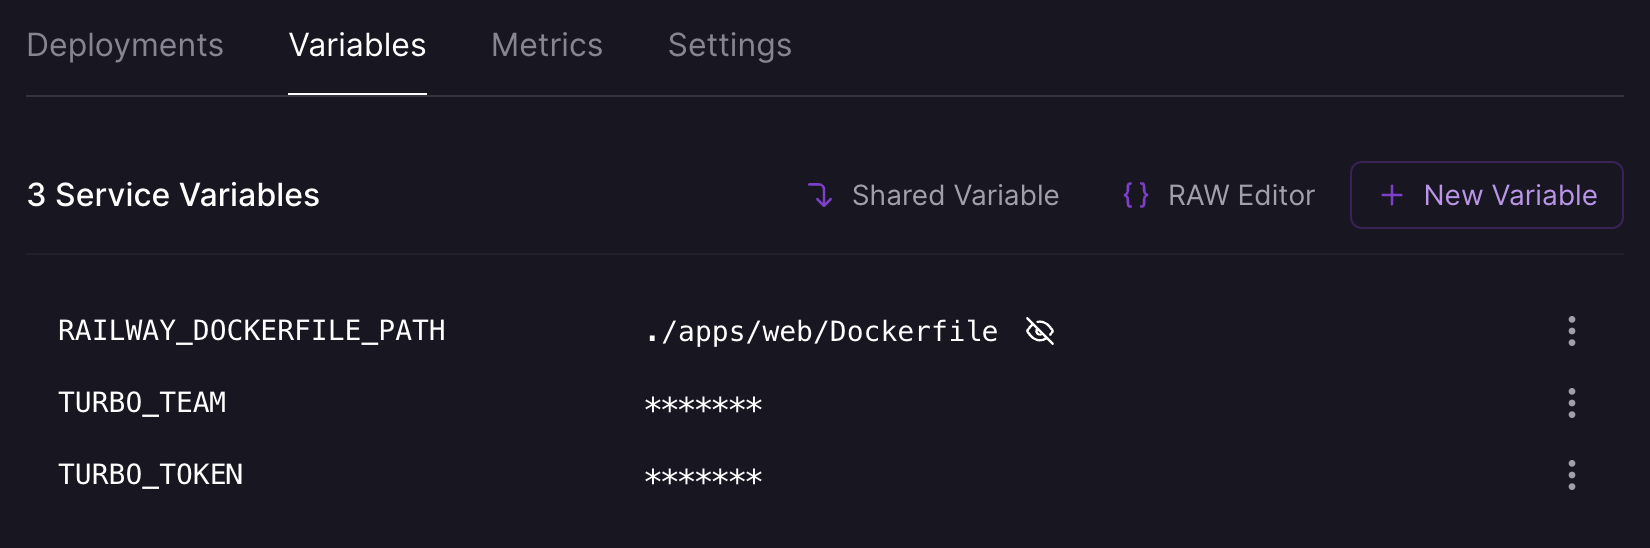 Deployments Variables Metrics Settings
3 Service Variables Shared Variable {} RAW Editor + New Variable
RAILWAY_DOCKERFILE_PATH ./apps/web/Dockerfile
TURBO_TEAM *******
TURBO_TOKEN *******